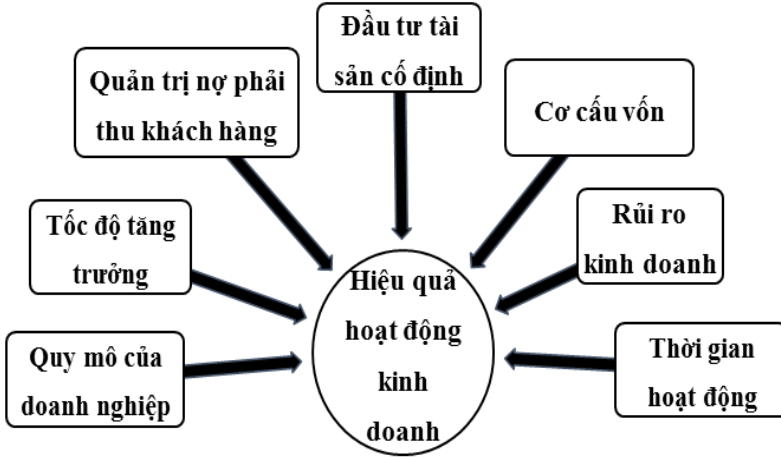 Đầu tư tài
sản cố định
Quản trị nợ phải
thu khách hàng
Cơ cấu vốn
Tốc độ tăng
trưởng
Rủi ro
kinh doanh
Quy mô của
doanh nghiệp
Hiệu quả
hoạt động
kinh
doanh
Thời gian
hoạt động